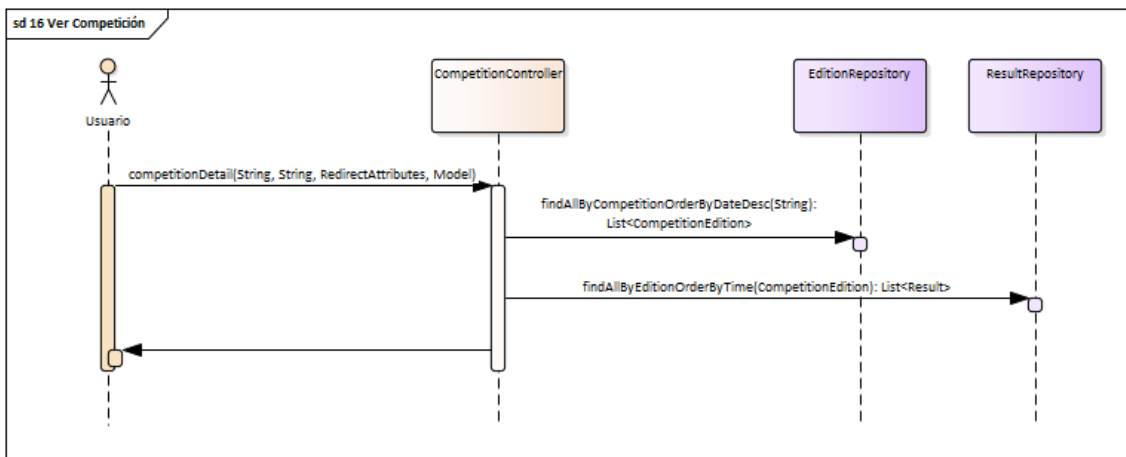 sd 16 Ver Competición
CompetitionController
EditionRepository
ResultRepository
Usuario
competitionDetail(String, String, RedirectAttributes, Model)
findAllByCompetitionOrderByDateDesc(String):
List<CompetitionEdition>
findAllByEditionOrderByTime(CompetitionEdition): List<Result>